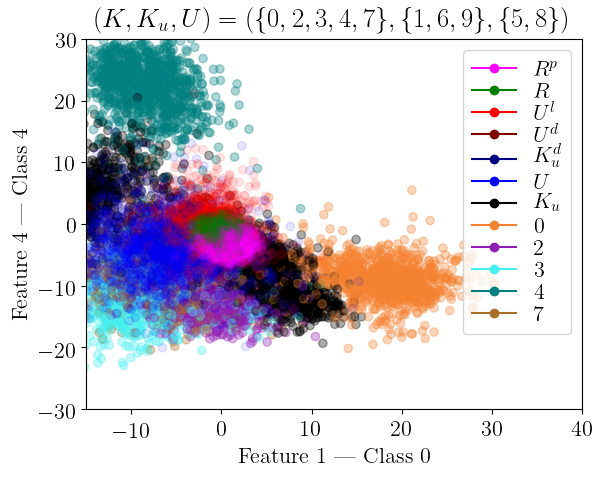 (K, K_u, U) = ({0, 2, 3, 4, 7}, {1, 6, 9}, {5, 8})
30
20
10
0
−10
−20
−30
Feature 4 — Class 4
R^p
R
U^l
U^d
K_u^d
U
K_u
0
2
3
4
7
−10
0
10
20
30
40
Feature 1 — Class 0